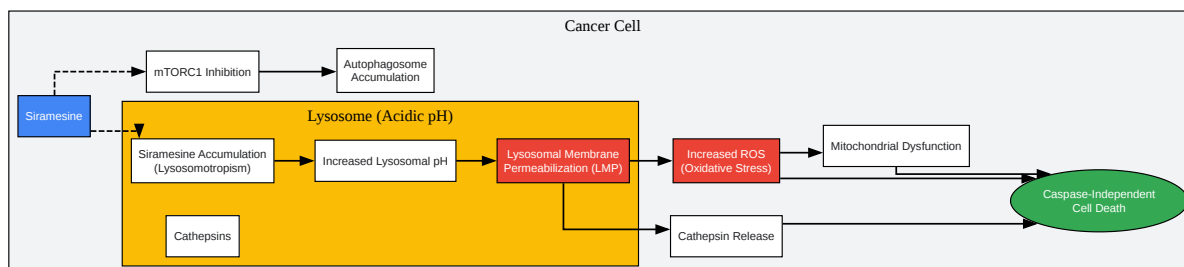 Cancer Cell
mTORC1 Inhibition
Autophagosome
Accumulation
Siramesine
Lysosome (Acidic pH)
Siramesine Accumulation
(Lysosomotropism)
Increased Lysosomal pH
Lysosomal Membrane
Permeabilization (LMP)
Increased ROS
(Oxidative Stress)
Mitochondrial Dysfunction
Caspase-Independent
Cell Death
Cathepsins
Cathepsin Release